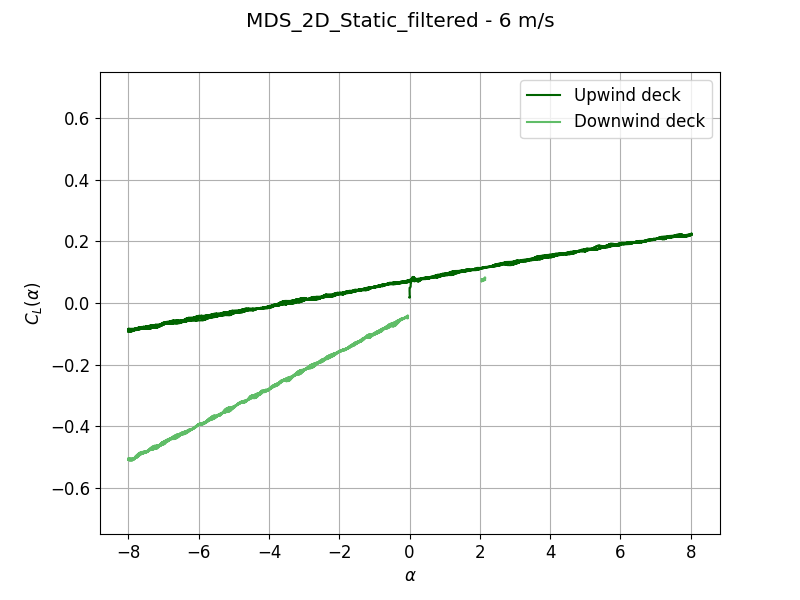 MDS_2D_Static_filtered - 6 m/s
Upwind deck
Downwind deck
0.6
0.4
0.2
0.0
−0.2
−0.4
−0.6
C_L(α)
−8 −6 −4 −2 0 2 4 6 8
α